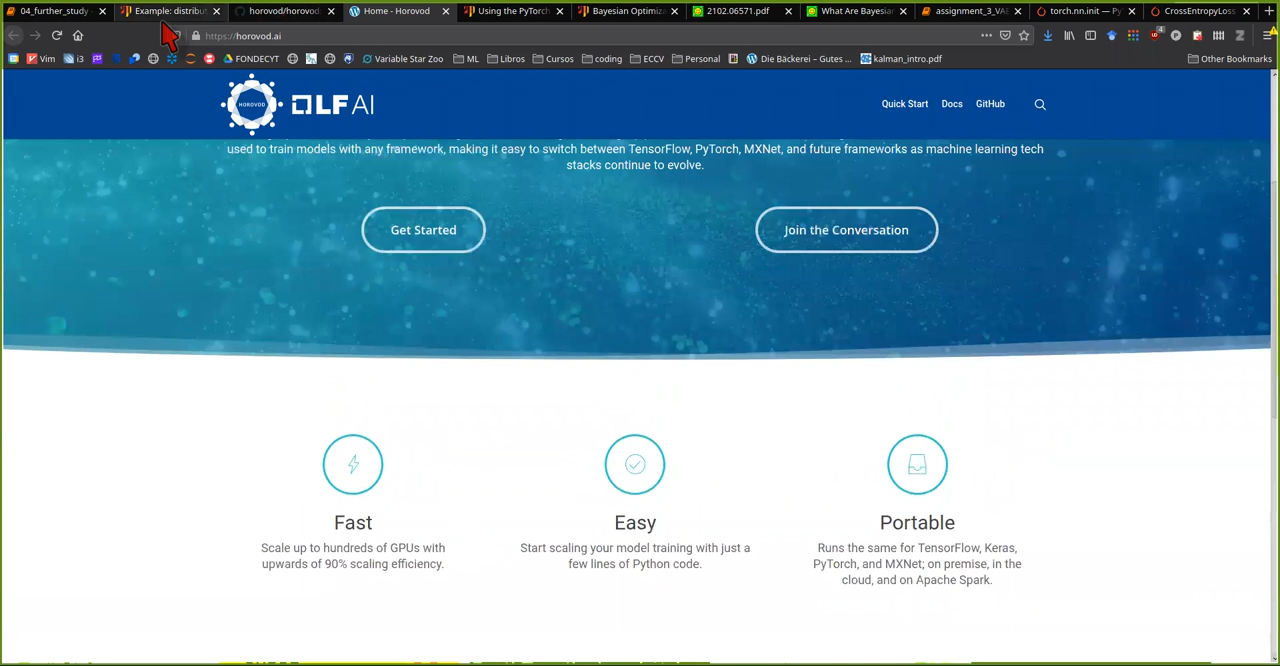 04_further_study -
Example: distribut
horovod/horovod
Home - Horovod
Using the PyTorch
Bayesian Optimiza
2102.06571.pdf
What Are Bayesian
assignment_3_VAE
torch.nn.init — Py
CrossEntropyLoss
https://horovod.ai
Vim
i3
FONDECYT
Variable Star Zoo
ML
Libros
Cursos
coding
ECCV
Personal
Die Bäckerei – Gutes ...
kalman_intro.pdf
Other Bookmarks
HOROVOD
LF AI
Quick Start
Docs
GitHub
used to train models with any framework, making it easy to switch between TensorFlow, PyTorch, MXNet, and future frameworks as machine learning tech
stacks continue to evolve.
Get Started
Join the Conversation
Fast
Scale up to hundreds of GPUs with
upwards of 90% scaling efficiency.
Easy
Start scaling your model training with just a
few lines of Python code.
Portable
Runs the same for TensorFlow, Keras,
PyTorch, and MXNet; on premise, in the
cloud, and on Apache Spark.